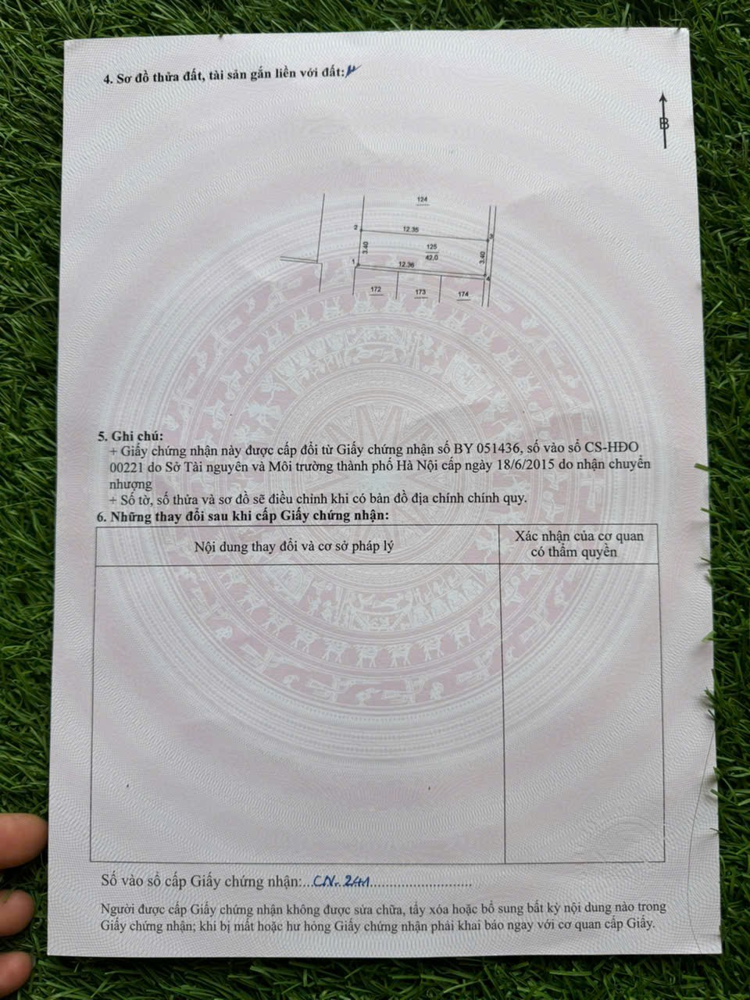 4. Sơ đồ thửa đất, tài sản gắn liền với đất:
B
124
2
12.35
3
3.40
125
42,0
3.40
1
12.36
4
172
173
174
5. Ghi chú:
+ Giấy chứng nhận này được cấp đổi từ Giấy chứng nhận số BY 051436, số vào sổ CS-HĐO
00221 do Sở Tài nguyên và Môi trường thành phố Hà Nội cấp ngày 18/6/2015 do nhận chuyển
nhượng
+ Số tờ, số thửa và sơ đồ sẽ điều chỉnh khi có bản đồ địa chính chính quy.
6. Những thay đổi sau khi cấp Giấy chứng nhận:
Nội dung thay đổi và cơ sở pháp lý
Xác nhận của cơ quan
có thẩm quyền
Số vào sổ cấp Giấy chứng nhận:...CN. 241...........................
Người được cấp Giấy chứng nhận không được sửa chữa, tẩy xóa hoặc bổ sung bất kỳ nội dung nào trong
Giấy chứng nhận; khi bị mất hoặc hư hỏng Giấy chứng nhận phải khai báo ngay với cơ quan cấp Giấy.